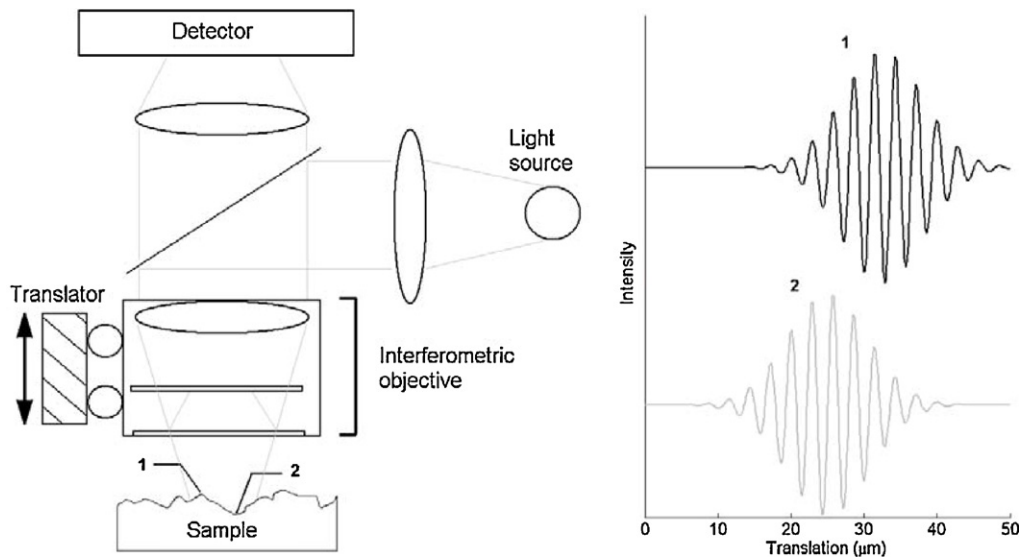 Detector
Light
source
Translator
Interferometric
objective
1
2
Sample
1
2
Intensity
0
10
20
30
40
50
Translation (μm)